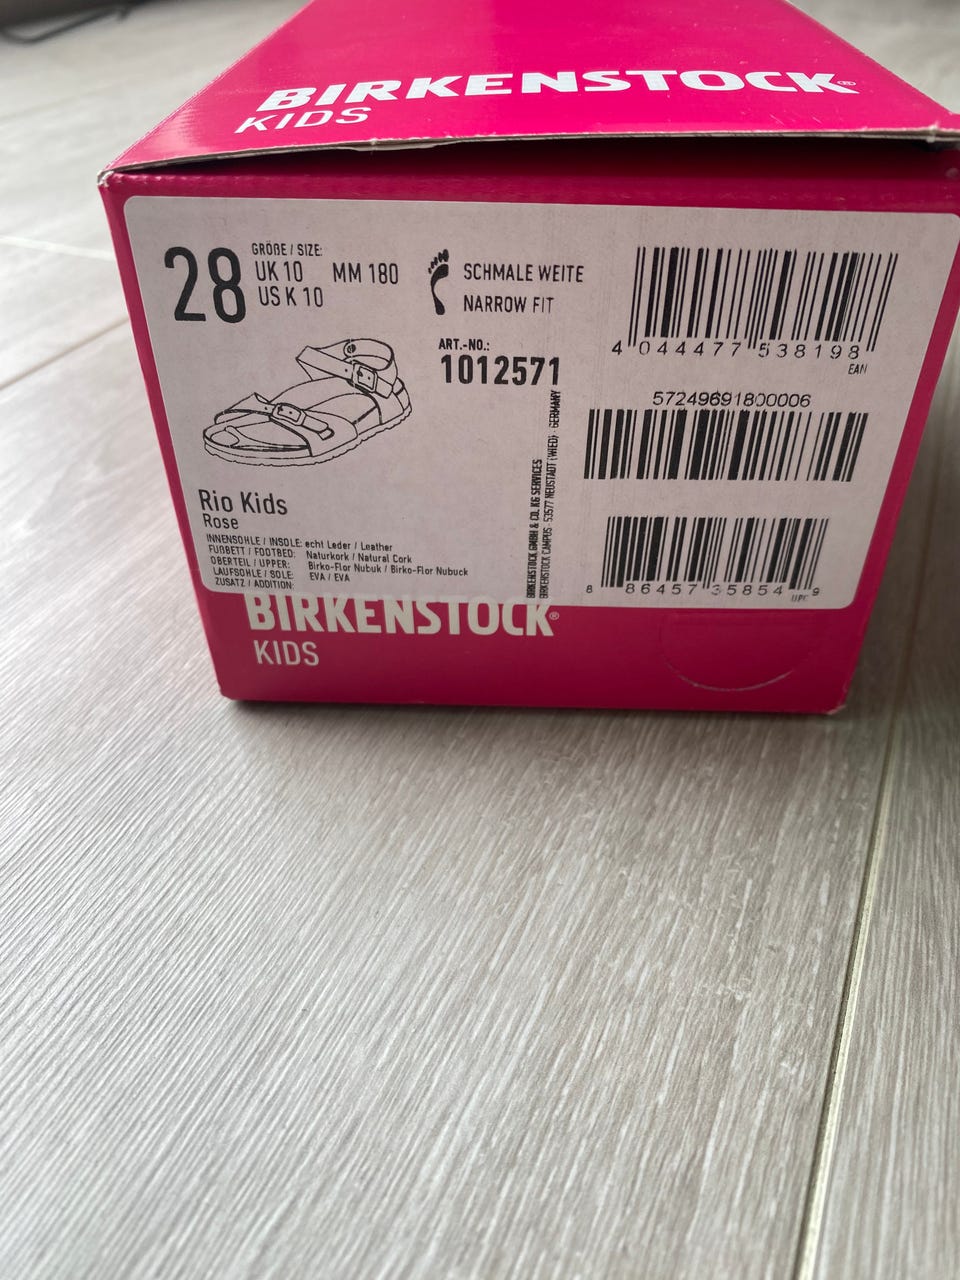 BIRKENSTOCK®
KIDS
28
GRÖßE / SIZE:
UK 10 MM 180
US K 10
SCHMALE WEITE
NARROW FIT
ART.-NO.:
1012571
4 044477 538198
EAN
57249691800006
8 86457 35854 9
UPC
BIRKENSTOCK GMBH & CO. KG SERVICES
BIRKENSTOCK CAMPUS · 53577 NEUSTADT (WIED) · GERMANY
Rio Kids
Rose
INNENSOHLE / INSOLE: echt Leder / Leather
FUßBETT / FOOTBED: Naturkork / Natural Cork
OBERTEIL / UPPER: Birko-Flor Nubuk / Birko-Flor Nubuck
LAUFSOHLE / SOLE: EVA / EVA
ZUSATZ / ADDITION:
BIRKENSTOCK®
KIDS